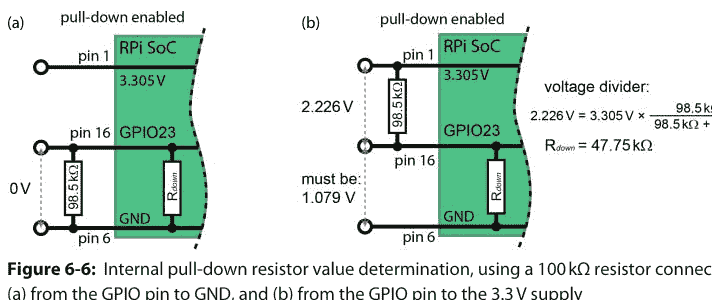 (a)
pull-down enabled
RPi SoC
pin 1
3.305 V
pin 16
GPIO23
0 V
98.5 kΩ
Rdown
GND
pin 6
(b)
pull-down enabled
RPi SoC
pin 1
3.305 V
2.226 V
98.5 kΩ
GPIO23
pin 16
must be:
1.079 V
Rdown
GND
pin 6
voltage divider:
2.226 V = 3.305 V × 98.5 kΩ
98.5 kΩ +
Rdown = 47.75 kΩ
Figure 6-6: Internal pull-down resistor value determination, using a 100 kΩ resistor
(a) from the GPIO pin to GND, and (b) from the GPIO pin to the 3.3 V supply